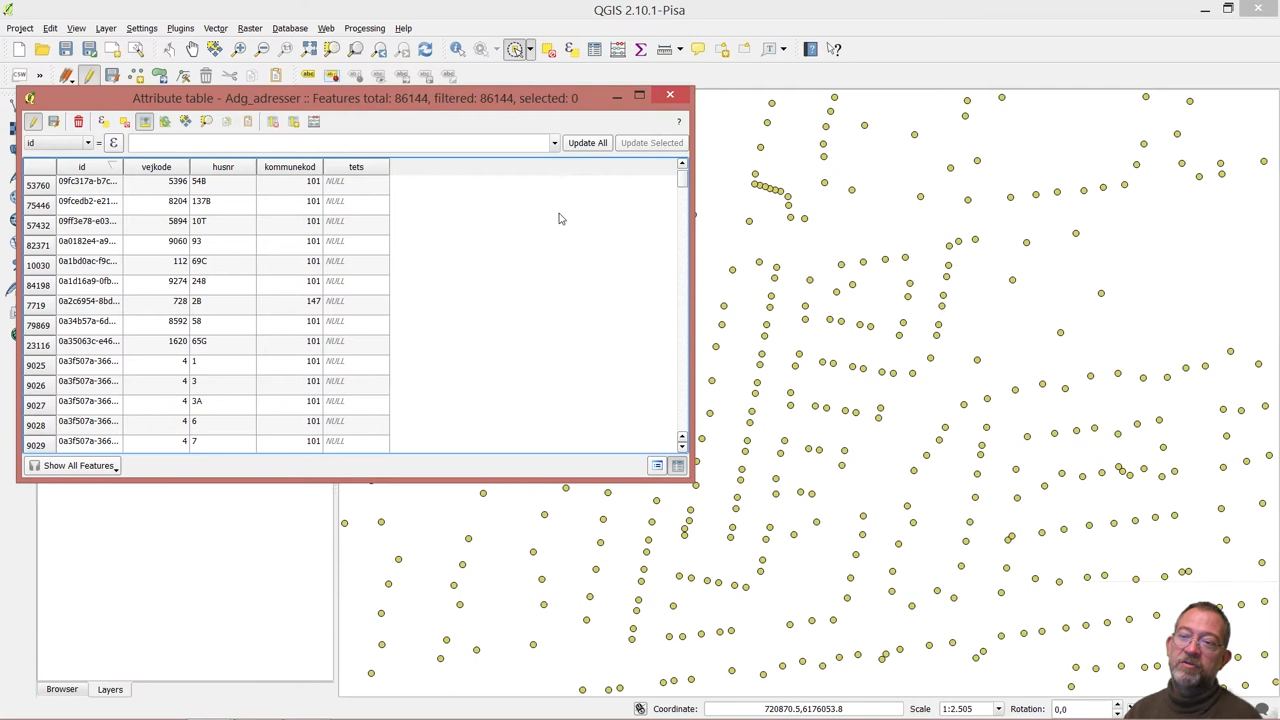 QGIS 2.10.1-Pisa
Project Edit View Layer Settings Plugins Vector Raster Database Web Processing Help
CSW »
Attribute table - Adg_adresser :: Features total: 86144, filtered: 86144, selected: 0
?
id = ε Update All Update Selected
id vejkode husnr kommunekod tets
53760 09fc317a-b7c... 5396 54B 101 NULL
75446 09fcedb2-e21... 8204 137B 101 NULL
57432 09ff3e78-e03... 5894 10T 101 NULL
82371 0a0182e4-a9... 9060 93 101 NULL
10030 0a1bd0ac-f9c... 112 69C 101 NULL
84198 0a1d16a9-0fb... 9274 248 101 NULL
7719 0a2c6954-8bd... 728 2B 147 NULL
79869 0a34b57a-6d... 8592 58 101 NULL
23116 0a35063c-e46... 1620 65G 101 NULL
9025 0a3f507a-366... 4 1 101 NULL
9026 0a3f507a-366... 4 3 101 NULL
9027 0a3f507a-366... 4 3A 101 NULL
9028 0a3f507a-366... 4 6 101 NULL
9029 0a3f507a-366... 4 7 101 NULL
Show All Features
Browser Layers
Coordinate: 720870.5,6176053.8 Scale 1:2.505 Rotation: 0,0